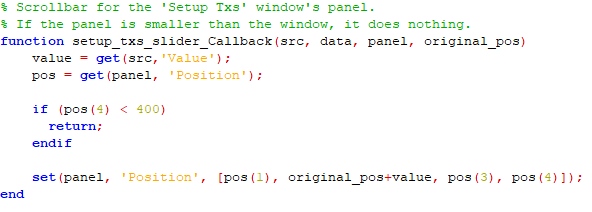 % Scrollbar for the 'Setup Txs' window's panel.
% If the panel is smaller than the window, it does nothing.
function setup_txs_slider_Callback(src, data, panel, original_pos)
    value = get(src,'Value');
    pos = get(panel, 'Position');
    if (pos(4) < 400)
      return;
    endif
    set(panel, 'Position', [pos(1), original_pos+value, pos(3), pos(4)]);
end